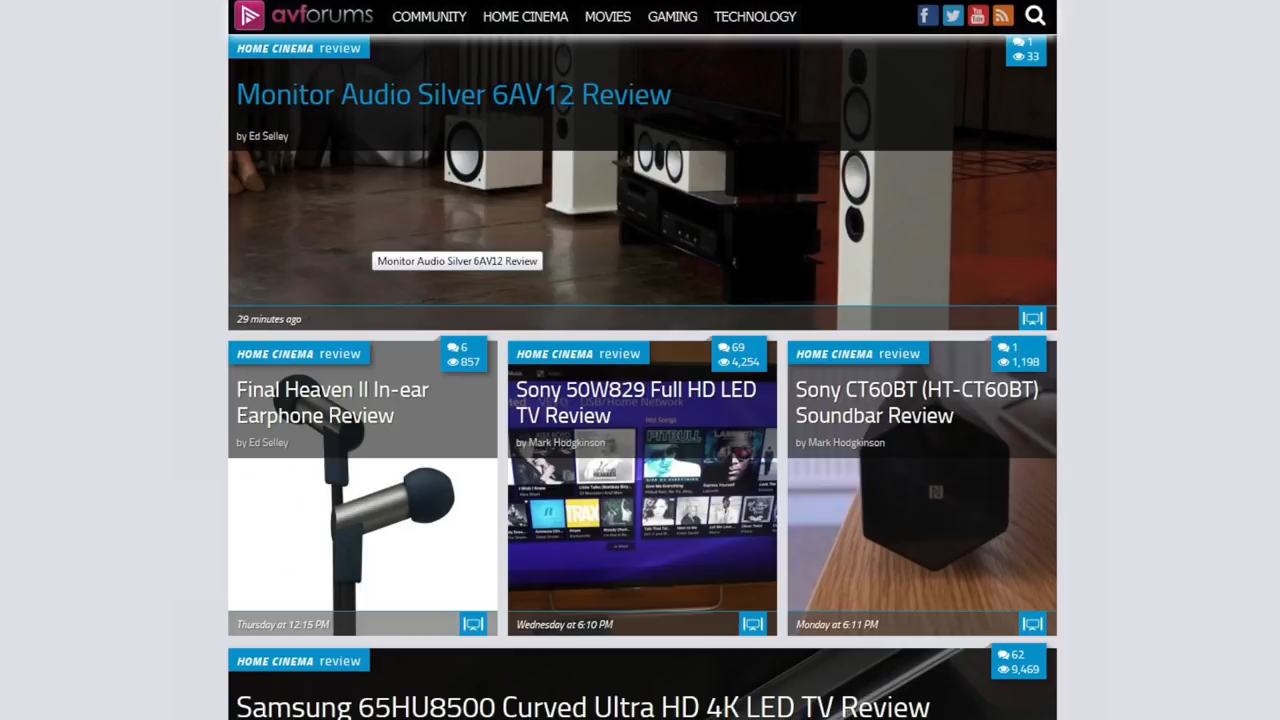 avforums COMMUNITY HOME CINEMA MOVIES GAMING TECHNOLOGY
HOME CINEMA review
1
33
Monitor Audio Silver 6AV12 Review
by Ed Selley
Monitor Audio Silver 6AV12 Review
29 minutes ago
HOME CINEMA review
6
857
Final Heaven II In-ear
Earphone Review
by Ed Selley
Thursday at 12:15 PM
HOME CINEMA review
69
4,254
Sony 50W829 Full HD LED
TV Review
by Mark Hodgkinson
Hot Songs
PITBULL
TRAX
Wednesday at 6:10 PM
HOME CINEMA review
1
1,198
Sony CT60BT (HT-CT60BT)
Soundbar Review
by Mark Hodgkinson
Monday at 6:11 PM
HOME CINEMA review
62
9,469
Samsung 65HU8500 Curved Ultra HD 4K LED TV Review